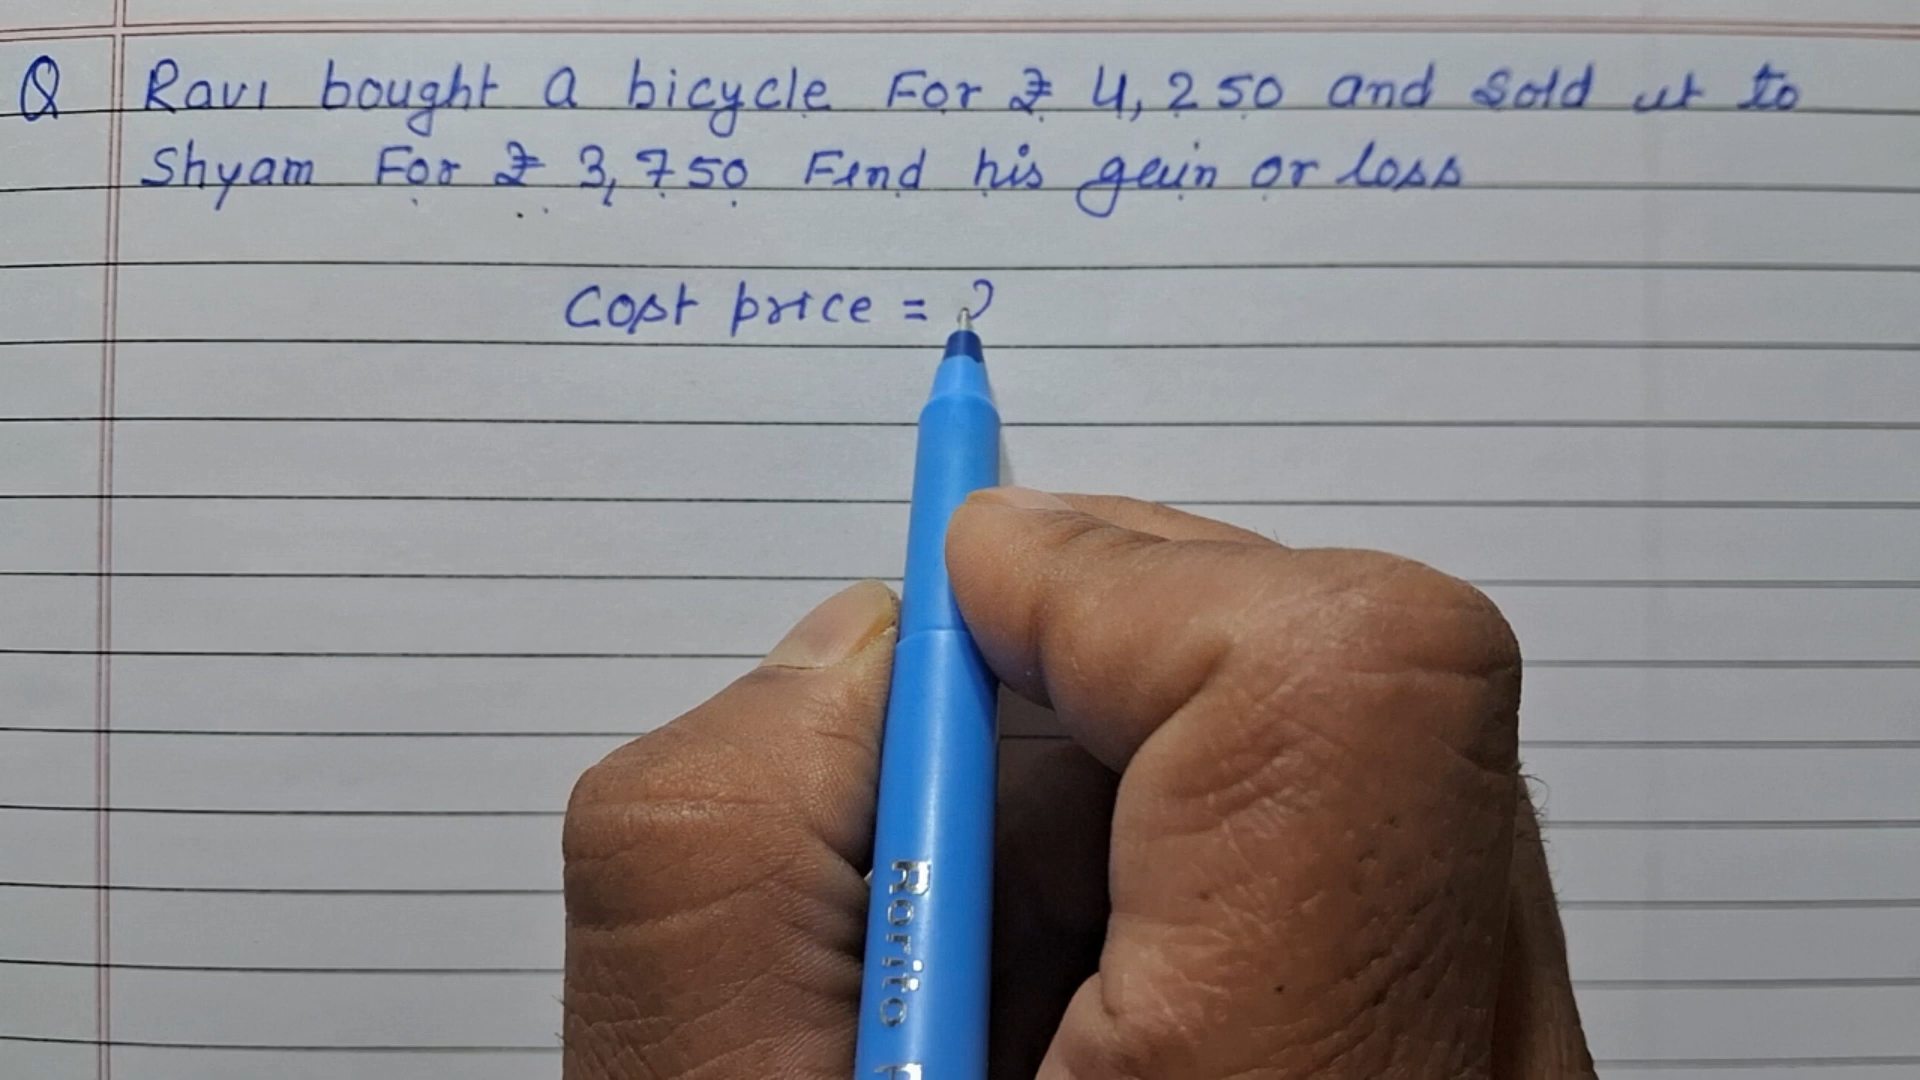 Q Ravi bought a bicycle For ₹ 4,250 and sold it to
Shyam For ₹ 3,750 Find his gain or loss
Cost price = ₹
Rorito